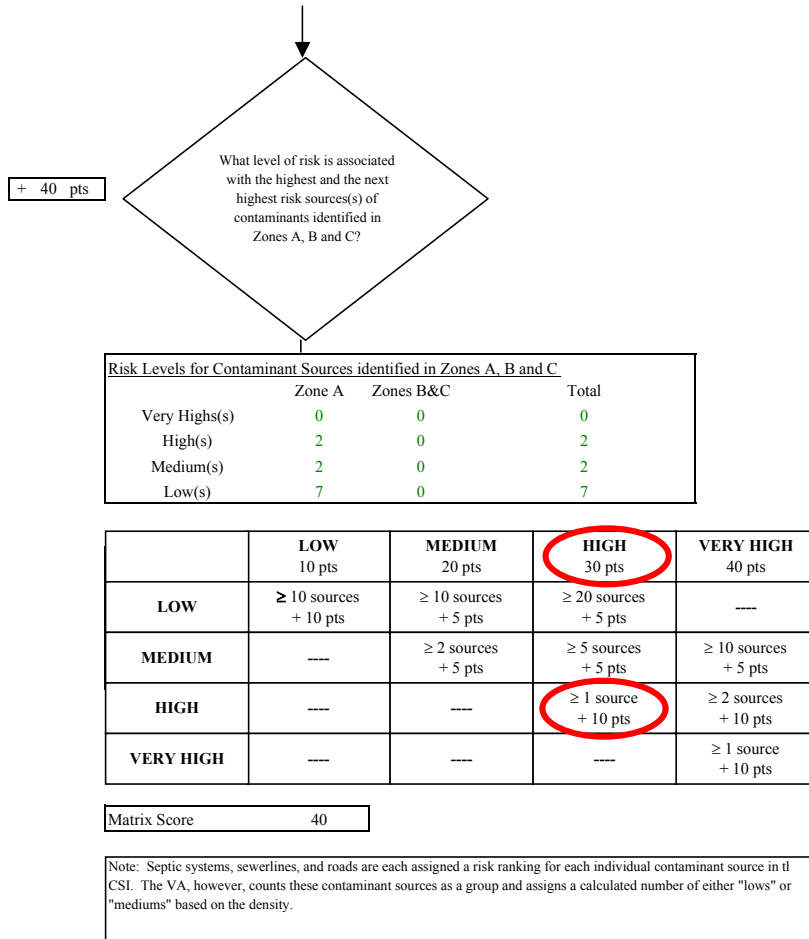 What level of risk is associated
with the highest and the next
highest risk sources(s) of
contaminants identified in
Zones A, B and C?
+ 40 pts
Risk Levels for Contaminant Sources identified in Zones A, B and C
Zone A Zones B&C Total
Very Highs(s) 0 0 0
High(s) 2 0 2
Medium(s) 2 0 2
Low(s) 7 0 7
LOW MEDIUM HIGH VERY HIGH
10 pts 20 pts 30 pts 40 pts
LOW ≥ 10 sources ≥ 10 sources ≥ 20 sources ----
+ 10 pts + 5 pts + 5 pts
MEDIUM ---- ≥ 2 sources ≥ 5 sources ≥ 10 sources
+ 5 pts + 5 pts + 5 pts
HIGH ---- ---- ≥ 1 source ≥ 2 sources
+ 10 pts + 10 pts
VERY HIGH ---- ---- ---- ≥ 1 source
+ 10 pts
Matrix Score 40
Note: Septic systems, sewerlines, and roads are each assigned a risk ranking for each individual contaminant source in
CSI. The VA, however, counts these contaminant sources as a group and assigns a calculated number of either "lows" or
"mediums" based on the density.